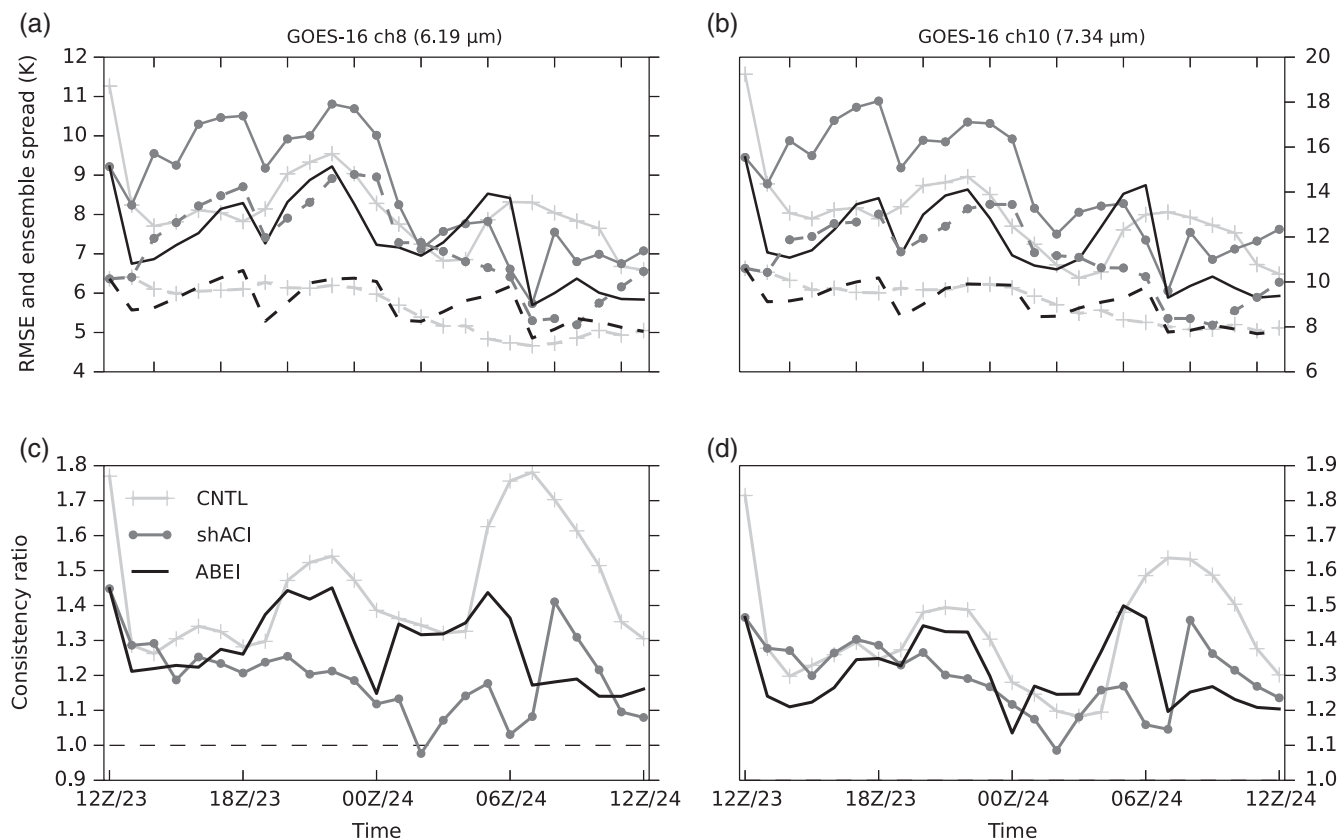 (a)
GOES-16 ch8 (6.19 μm)
(b)
GOES-16 ch10 (7.34 μm)
RMSE and ensemble spread (K)
12
11
10
9
8
7
6
5
4
20
18
16
14
12
10
8
6
(c)
Consistency ratio
1.8
1.7
1.6
1.5
1.4
1.3
1.2
1.1
1.0
0.9
CNTL
shACI
ABEI
(d)
1.9
1.8
1.7
1.6
1.5
1.4
1.3
1.2
1.1
1.0
12Z/23 18Z/23 00Z/24 06Z/24 12Z/24
Time
12Z/23 18Z/23 00Z/24 06Z/24 12Z/24
Time